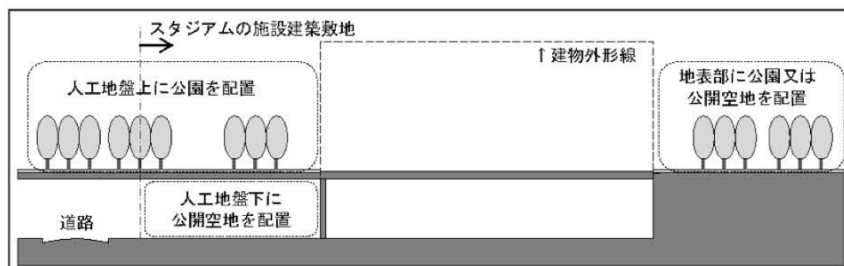 スタジアムの施設建築敷地
↑建物外形線
人工地盤上に公園を配置
地表部に公園又は
公開空地を配置
人工地盤下に
公開空地を配置
道路